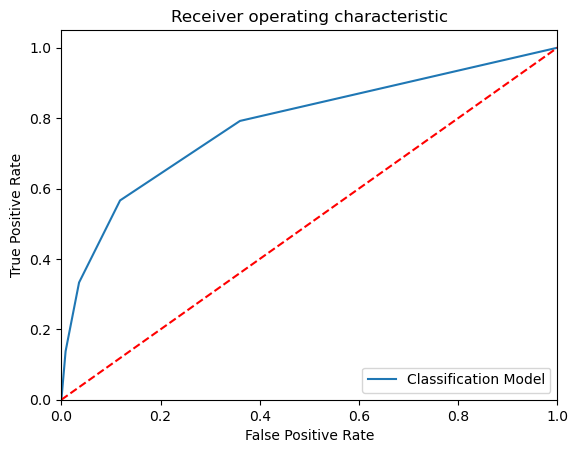 Receiver operating characteristic
True Positive Rate
1.0
0.8
0.6
0.4
0.2
0.0
0.0 0.2 0.4 0.6 0.8 1.0
False Positive Rate
Classification Model